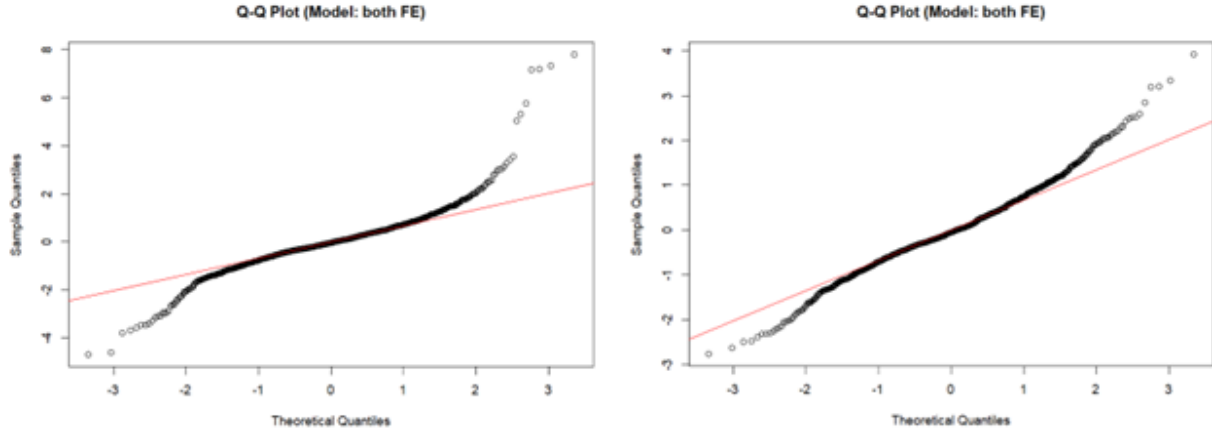 Q-Q Plot (Model: both FE)
Sample Quantiles
8
6
4
2
0
-2
-4
-3 -2 -1 0 1 2 3
Theoretical Quantiles
Q-Q Plot (Model: both FE)
Sample Quantiles
4
3
2
1
0
-1
-2
-3
-3 -2 -1 0 1 2 3
Theoretical Quantiles